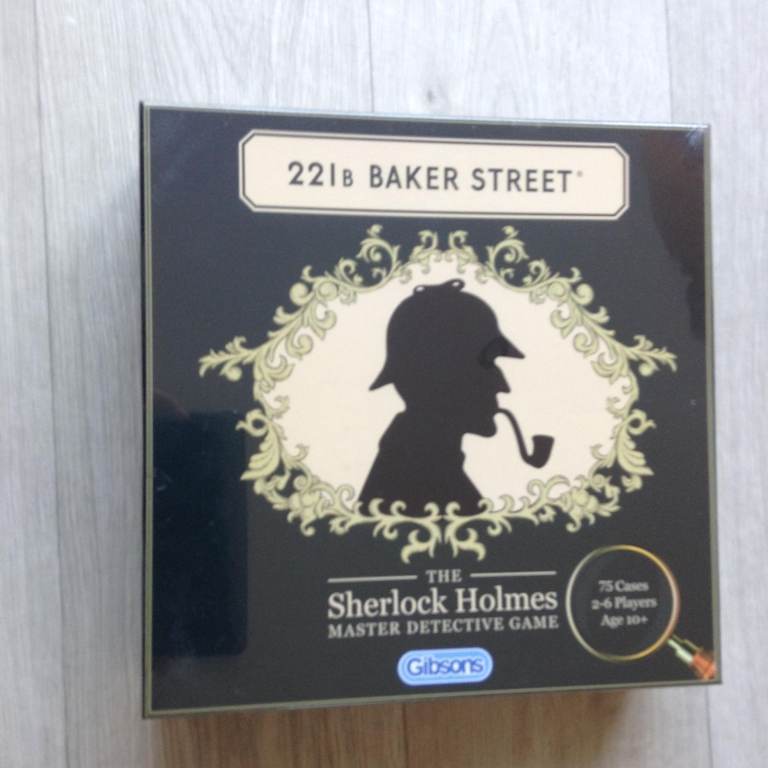 221B BAKER STREET®
THE
Sherlock Holmes
MASTER DETECTIVE GAME
75 Cases
2-6 Players
Age 10+
Gibsons